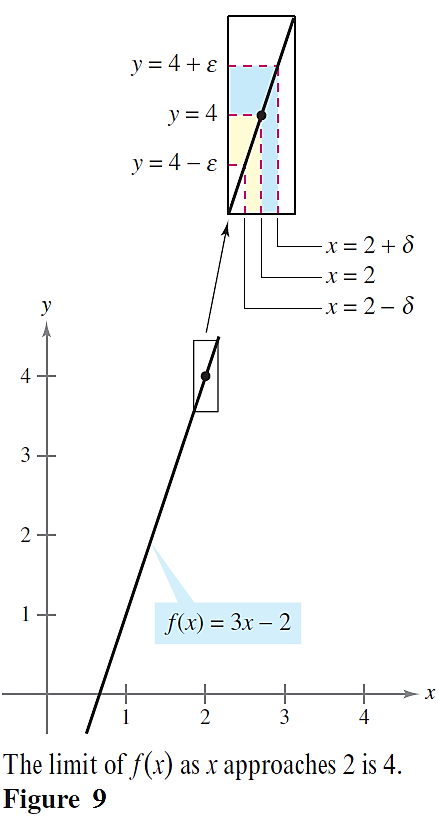 y = 4 + ε
y = 4
y = 4 − ε
x = 2 + δ
x = 2
x = 2 − δ
y
4
3
2
1
f(x) = 3x − 2
x
1
2
3
4
The limit of f(x) as x approaches 2 is 4.
Figure 9